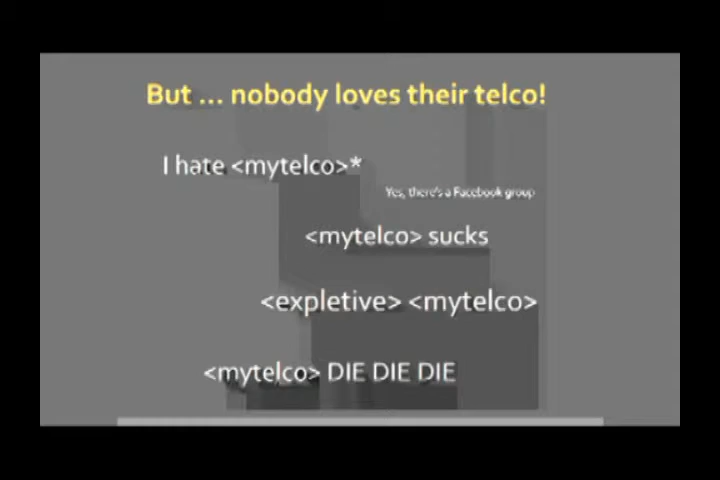 But ... nobody loves their telco!
I hate <mytelco>*
Yes, there's a Facebook group
<mytelco> sucks
<expletive> <mytelco>
<mytelco> DIE DIE DIE